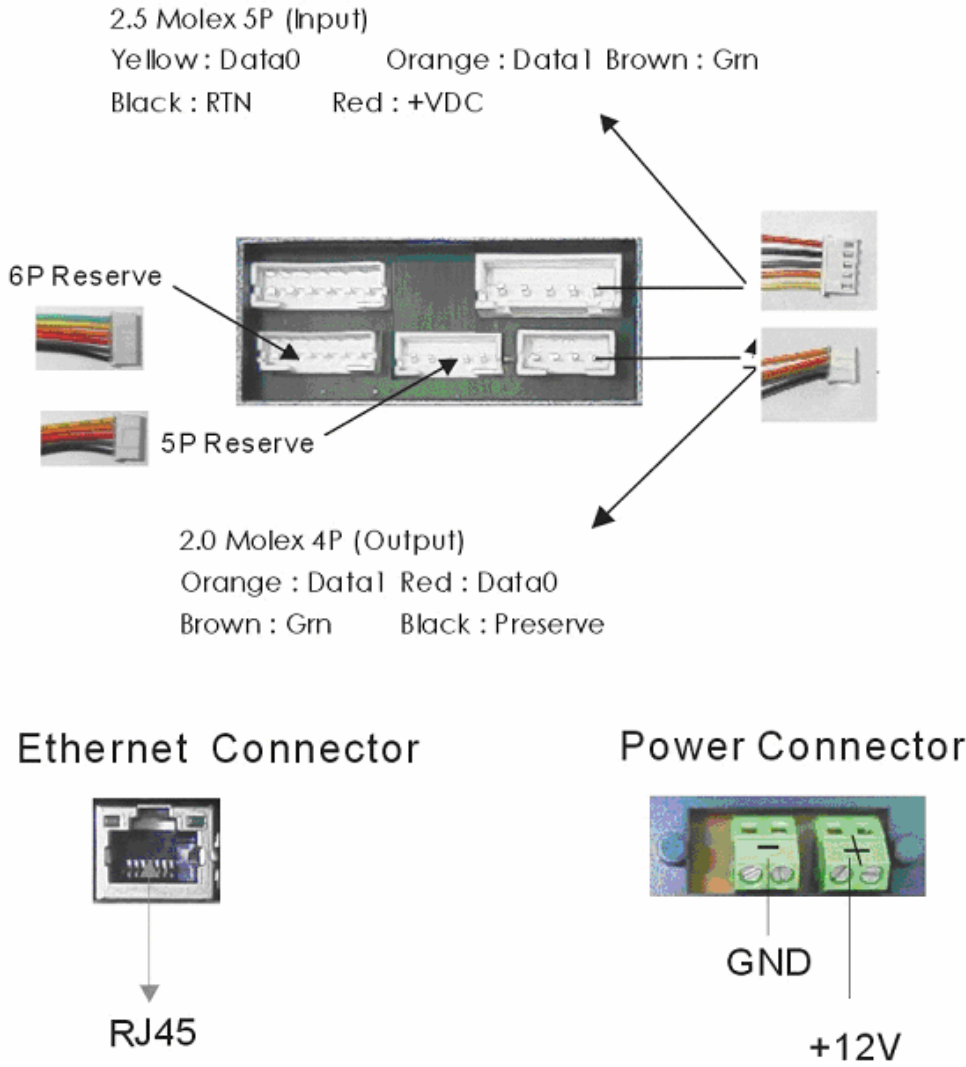 2.5 Molex 5P (Input)
Yellow : Data0 Orange : Data1 Brown : Grn
Black : RTN Red : +VDC
6P Reserve
5P Reserve
2.0 Molex 4P (Output)
Orange : Data1 Red : Data0
Brown : Grn Black : Preserve
Ethernet Connector
Power Connector
− +
RJ45
GND
+12V